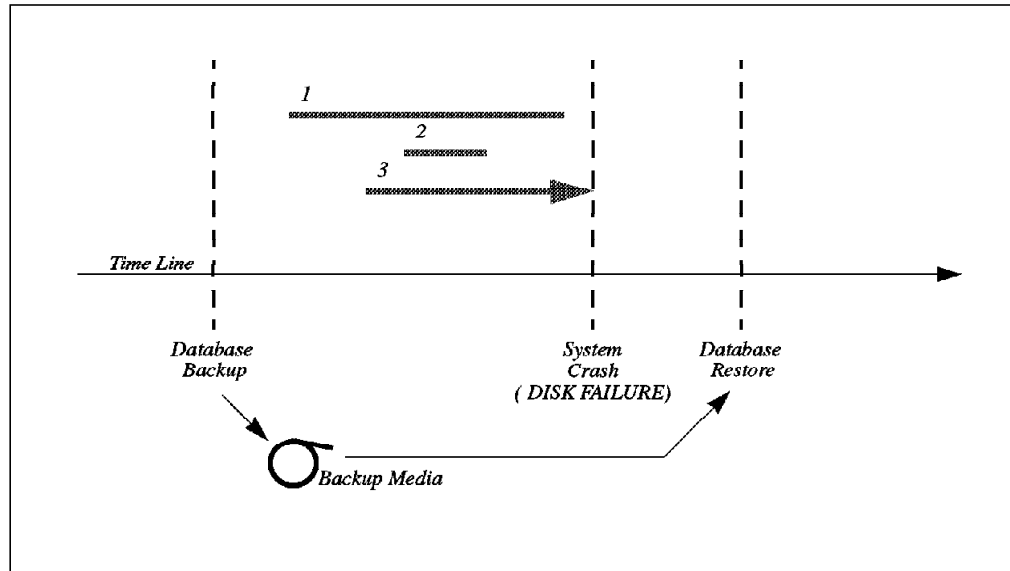 1
2
3
Time Line
Database
Backup
System
Crash
( DISK FAILURE)
Database
Restore
Backup Media